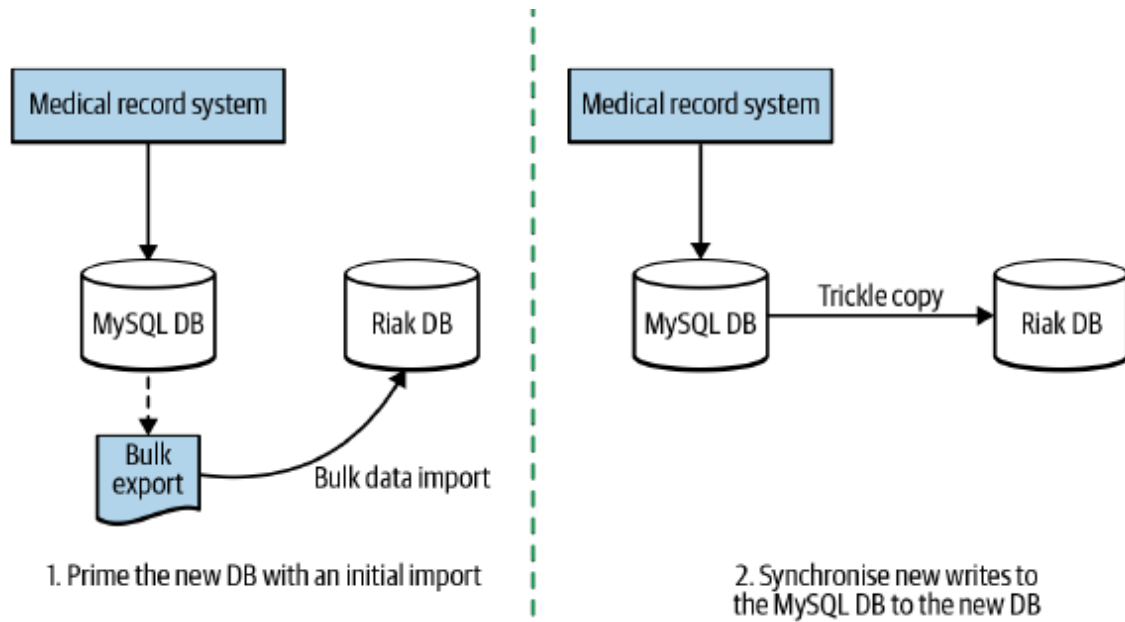 Medical record system
MySQL DB
Riak DB
Bulk
export
Bulk data import
1. Prime the new DB with an initial import
Medical record system
MySQL DB
Trickle copy
Riak DB
2. Synchronise new writes to
the MySQL DB to the new DB